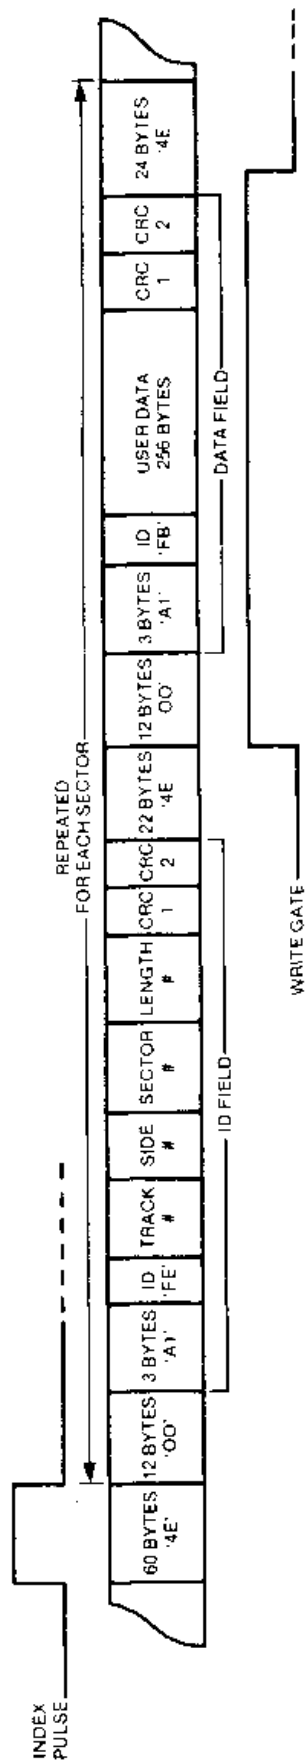 INDEX
PULSE
REPEATED
FOR EACH SECTOR
60 BYTES
'4E'
12 BYTES
'00'
3 BYTES
'A1'
ID
'FE'
TRACK
#
SIDE
#
SECTOR
#
LENGTH
#
CRC
1
CRC
2
22 BYTES
'4E
12 BYTES
'00'
3 BYTES
'A1'
ID
'FB'
USER DATA
256 BYTES
CRC
1
CRC
2
24 BYTES
'4E
ID FIELD
DATA FIELD
WRITE GATE